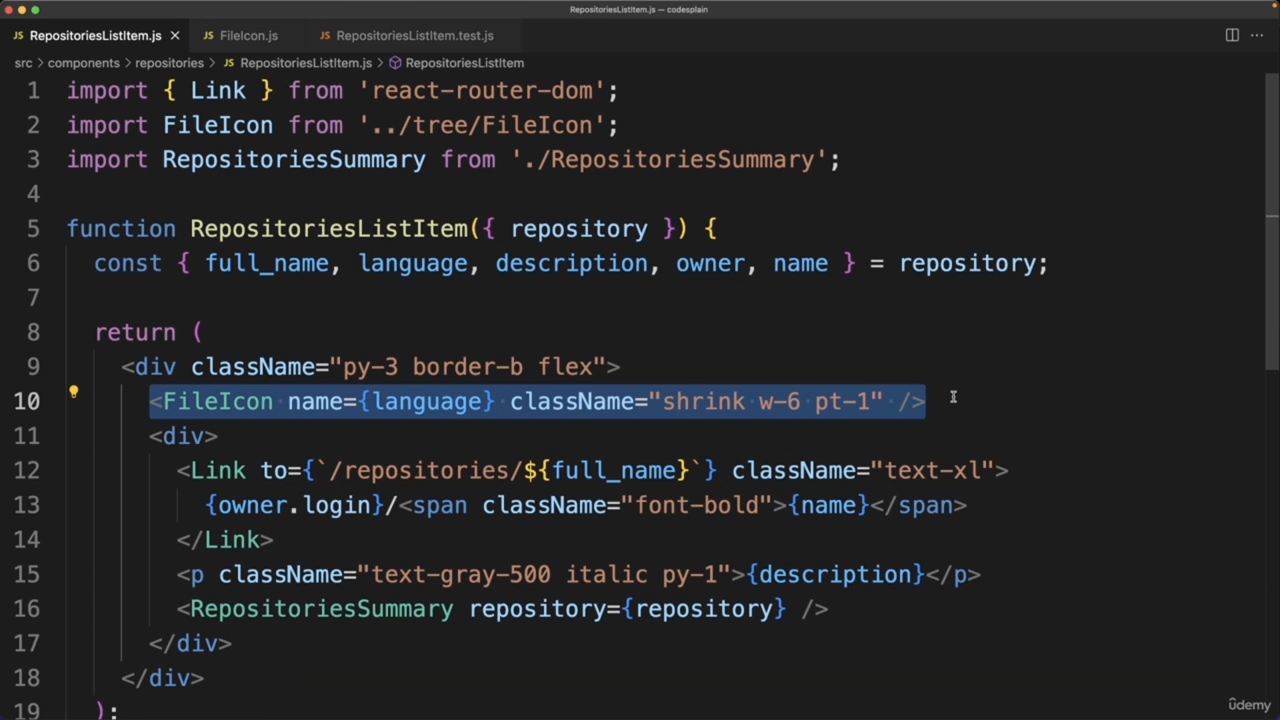 RepositoriesListItem.js — codesplain
JS RepositoriesListItem.js × JS FileIcon.js JS RepositoriesListItem.test.js
src > components > repositories > JS RepositoriesListItem.js > RepositoriesListItem
1 import { Link } from 'react-router-dom';
2 import FileIcon from '../tree/FileIcon';
3 import RepositoriesSummary from './RepositoriesSummary';
4
5 function RepositoriesListItem({ repository }) {
6 const { full_name, language, description, owner, name } = repository;
7
8 return (
9 <div className="py-3 border-b flex">
10 <FileIcon name={language} className="shrink w-6 pt-1" />
11 <div>
12 <Link to={`/repositories/${full_name}`} className="text-xl">
13 {owner.login}/<span className="font-bold">{name}</span>
14 </Link>
15 <p className="text-gray-500 italic py-1">{description}</p>
16 <RepositoriesSummary repository={repository} />
17 </div>
18 </div>
19 );
ûdemy